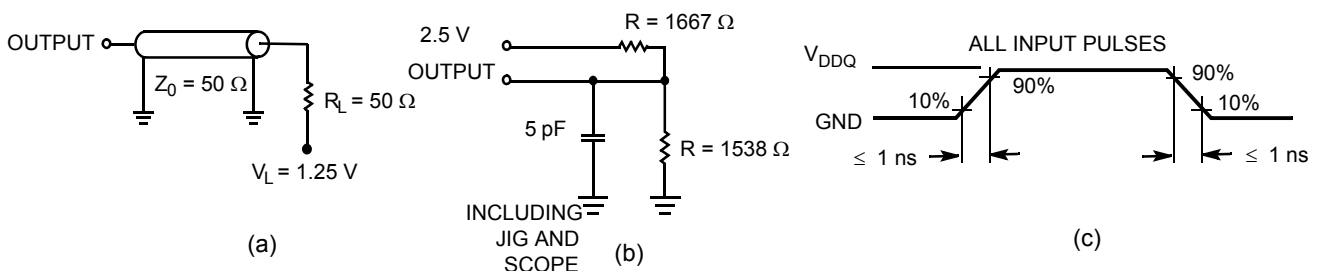 OUTPUT
Z0 = 50 Ω
RL = 50 Ω
VL = 1.25 V
(a)
R = 1667 Ω
2.5 V
OUTPUT
5 pF
R = 1538 Ω
INCLUDING
JIG AND
SCOPE
(b)
ALL INPUT PULSES
VDDQ
GND
10%
90%
90%
10%
≤ 1 ns
≤ 1 ns
(c)